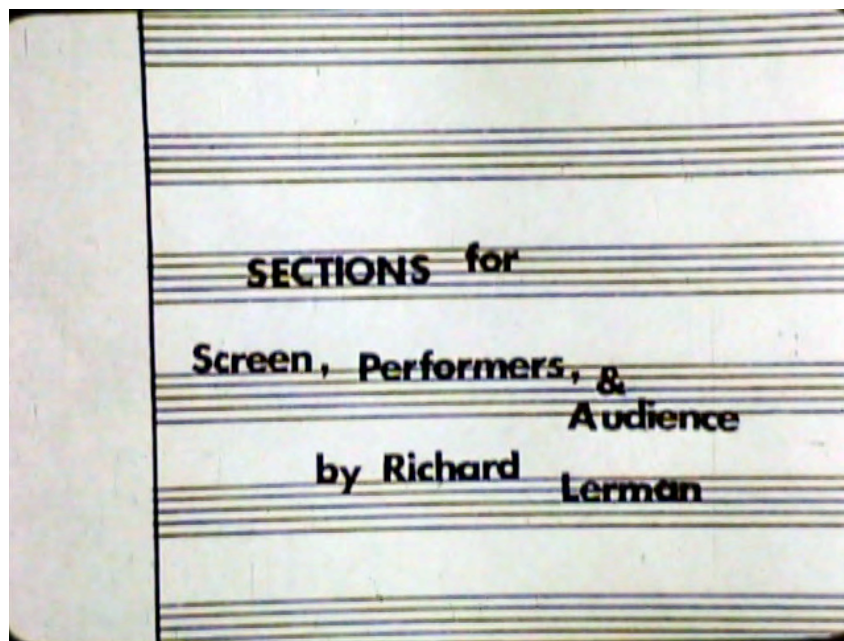 SECTIONS for
Screen, Performers, &
Audience
by Richard Lerman